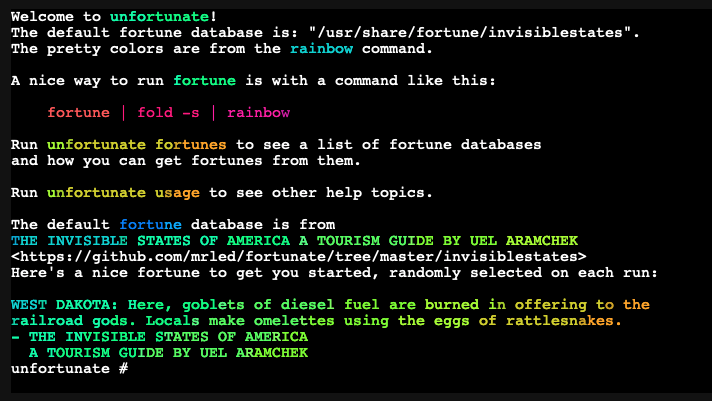 Welcome to unfortunate!
The default fortune database is: "/usr/share/fortune/invisiblestates".
The pretty colors are from the rainbow command.
A nice way to run fortune is with a command like this:
fortune | fold -s | rainbow
Run unfortunate fortunes to see a list of fortune databases
and how you can get fortunes from them.
Run unfortunate usage to see other help topics.
The default fortune database is from
THE INVISIBLE STATES OF AMERICA A TOURISM GUIDE BY UEL ARAMCHEK
<https://github.com/mrled/fortunate/tree/master/invisiblestates>
Here's a nice fortune to get you started, randomly selected on each run:
WEST DAKOTA: Here, goblets of diesel fuel are burned in offering to the
railroad gods. Locals make omelettes using the eggs of rattlesnakes.
- THE INVISIBLE STATES OF AMERICA
A TOURISM GUIDE BY UEL ARAMCHEK
unfortunate #